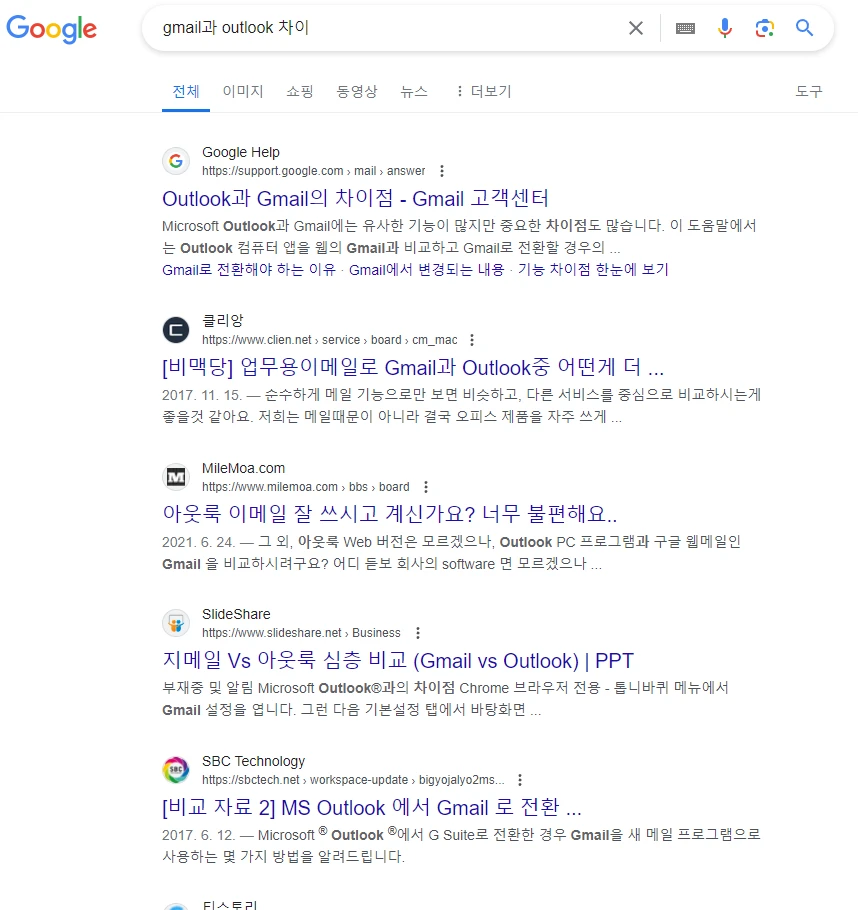 Google
gmail과 outlook 차이
전체 이미지 쇼핑 동영상 뉴스 더보기 도구
Google Help
https://support.google.com › mail › answer
Outlook과 Gmail의 차이점 - Gmail 고객센터
Microsoft Outlook과 Gmail에는 유사한 기능이 많지만 중요한 차이점도 많습니다. 이 도움말에서
는 Outlook 컴퓨터 앱을 웹의 Gmail과 비교하고 Gmail로 전환할 경우의 ...
Gmail로 전환해야 하는 이유 · Gmail에서 변경되는 내용 · 기능 차이점 한눈에 보기
클리앙
https://www.clien.net › service › board › cm_mac
[비맥당] 업무용이메일로 Gmail과 Outlook중 어떤게 더 ...
2017. 11. 15. — 순수하게 메일 기능으로만 보면 비슷하고, 다른 서비스를 중심으로 비교하시는게
좋을것 같아요. 저희는 메일때문이 아니라 결국 오피스 제품을 자주 쓰게 ...
MileMoa.com
https://www.milemoa.com › bbs › board
아웃룩 이메일 잘 쓰시고 계신가요? 너무 불편해요..
2021. 6. 24. — 그 외, 아웃룩 Web 버전은 모르겠으나, Outlook PC 프로그램과 구글 웹메일인
Gmail 을 비교하시려구요? 어디 듣보 회사의 software 면 모르겠으나 ...
SlideShare
https://www.slideshare.net › Business
지메일 Vs 아웃룩 심층 비교 (Gmail vs Outlook) | PPT
부재중 및 알림 Microsoft Outlook®과의 차이점 Chrome 브라우저 전용 - 톱니바퀴 메뉴에서
Gmail 설정을 엽니다. 그런 다음 기본설정 탭에서 바탕화면 ...
SBC
SBC Technology
https://sbctech.net › workspace-update › bigyojalyo2ms...
[비교 자료 2] MS Outlook 에서 Gmail 로 전환 ...
2017. 6. 12. — Microsoft ® Outlook ®에서 G Suite로 전환한 경우 Gmail을 새 메일 프로그램으로
사용하는 몇 가지 방법을 알려드립니다.
티스토리